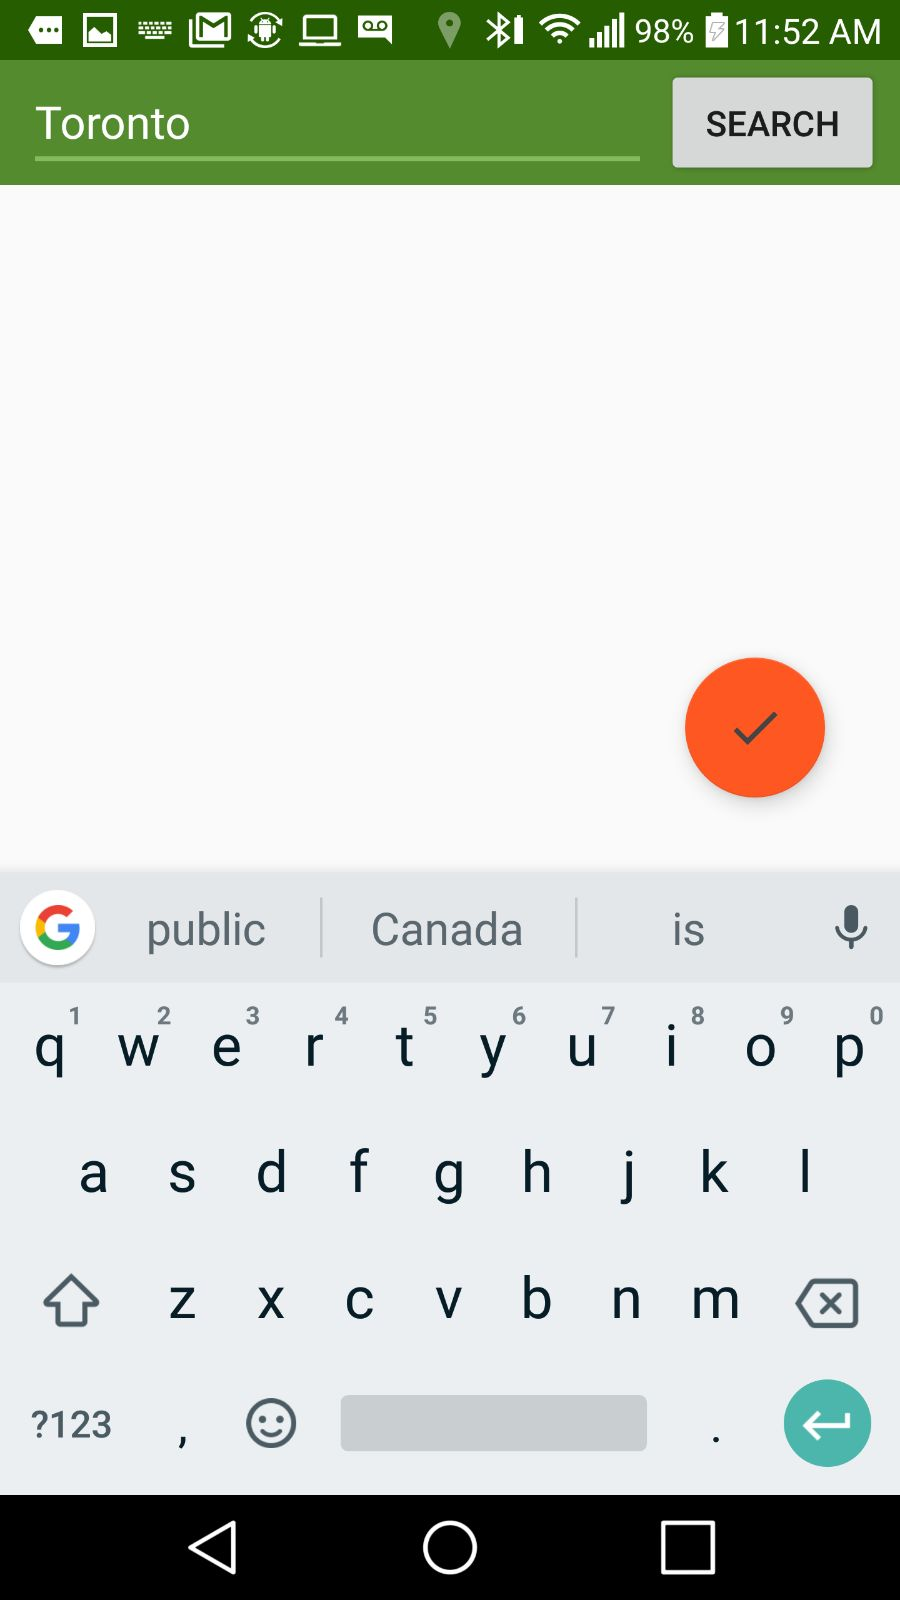 98% 11:52 AM
Toronto
SEARCH
public Canada is
1 2 3 4 5 6 7 8 9 0
q w e r t y u i o p
a s d f g h j k l
z x c v b n m
?123 , .